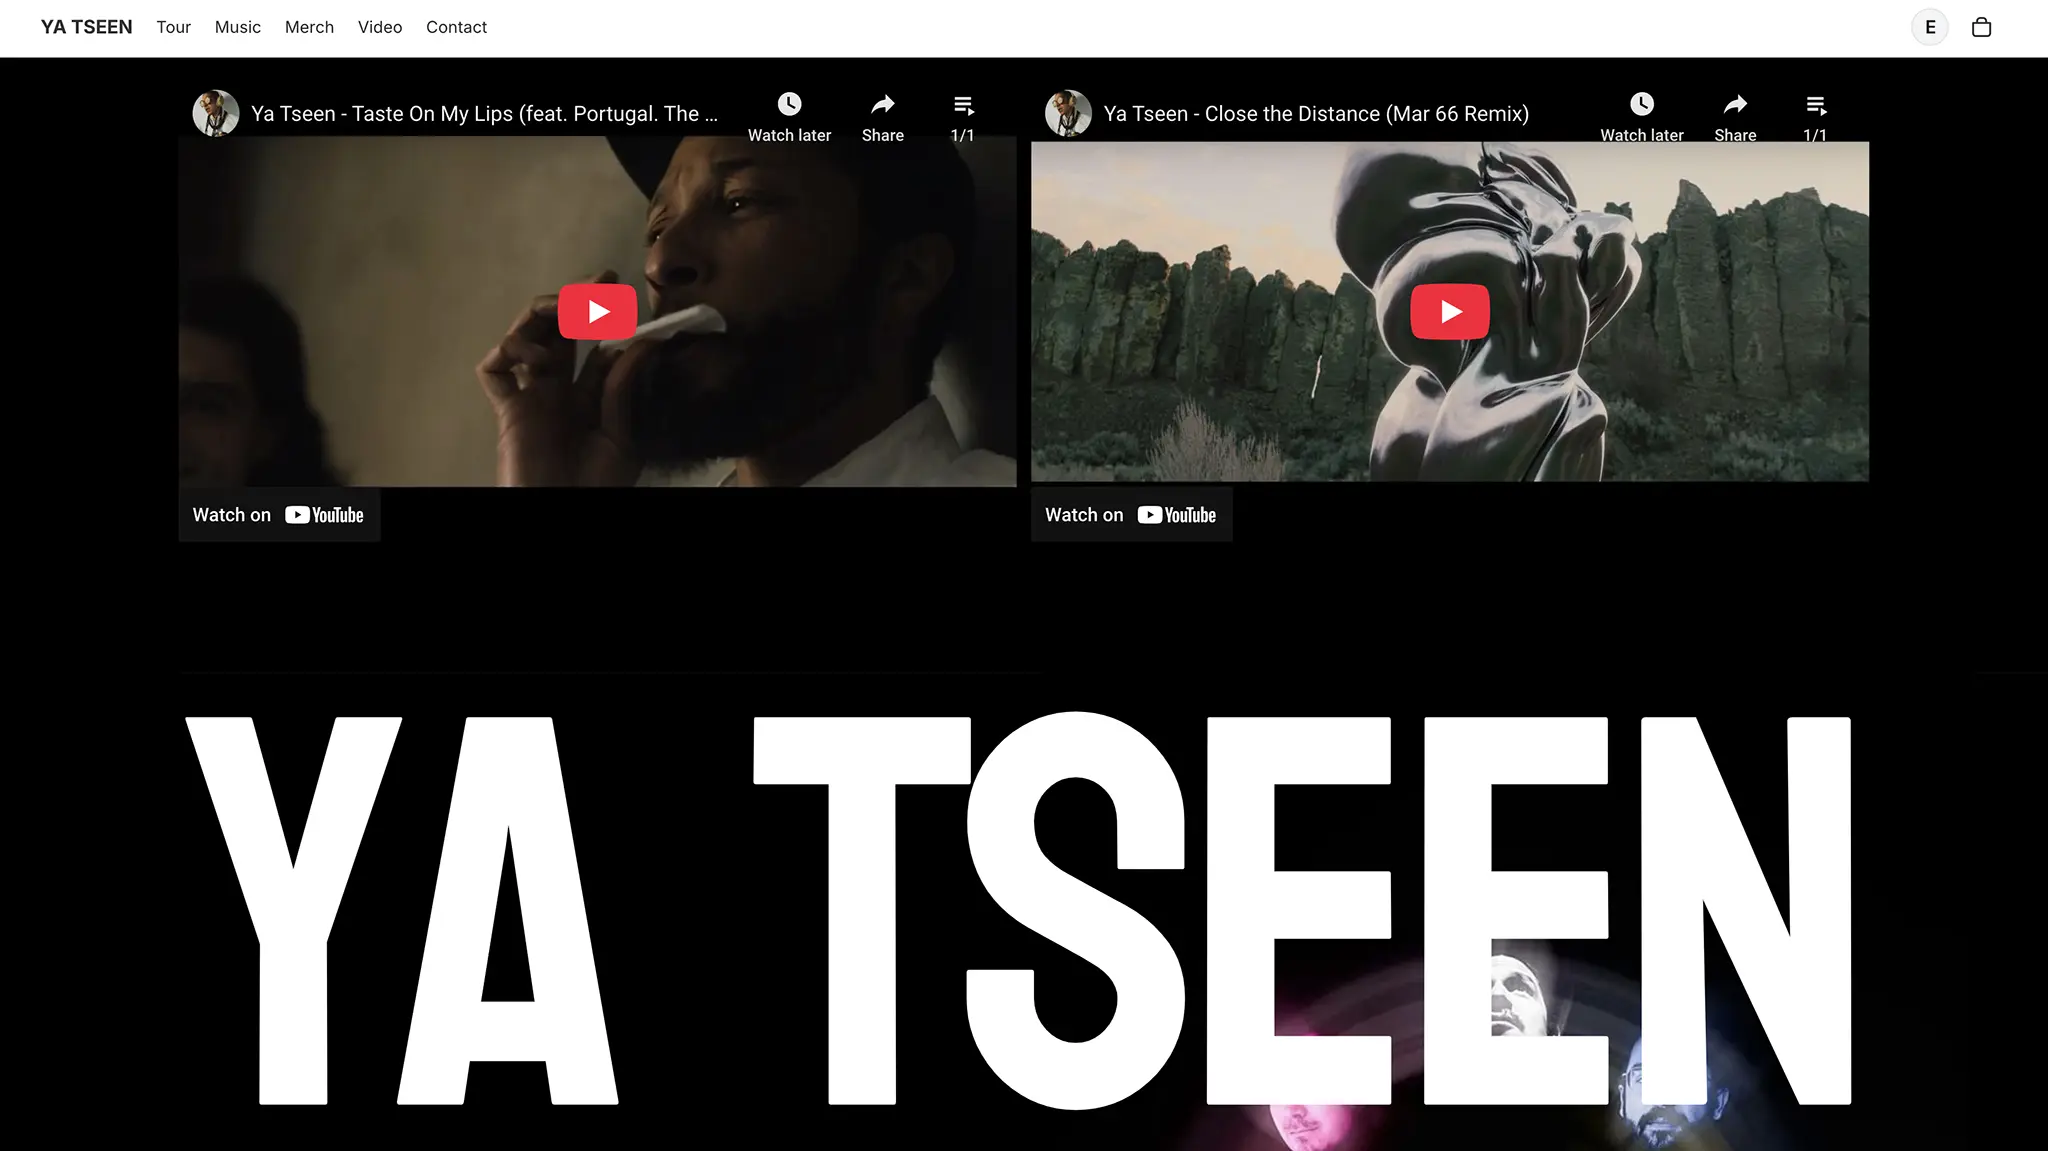 YA TSEEN Tour Music Merch Video Contact E
Ya Tseen - Taste On My Lips (feat. Portugal. The ...
Watch later Share 1/1
Ya Tseen - Close the Distance (Mar 66 Remix)
Watch later Share 1/1
Watch on YouTube
Watch on YouTube
YA TSEEN